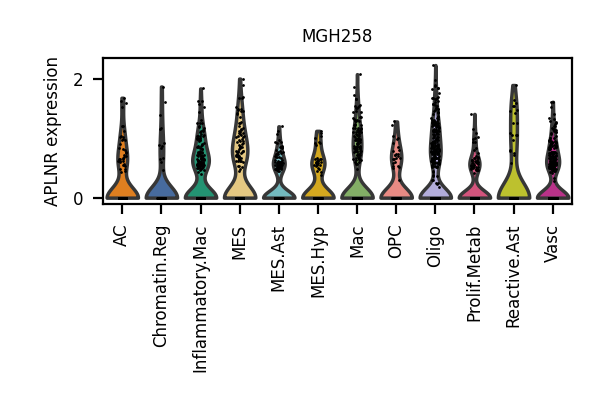 MGH258
APLNR expression
2
0
AC
Chromatin.Reg
Inflammatory.Mac
MES
MES.Ast
MES.Hyp
Mac
OPC
Oligo
Prolif.Metab
Reactive.Ast
Vasc